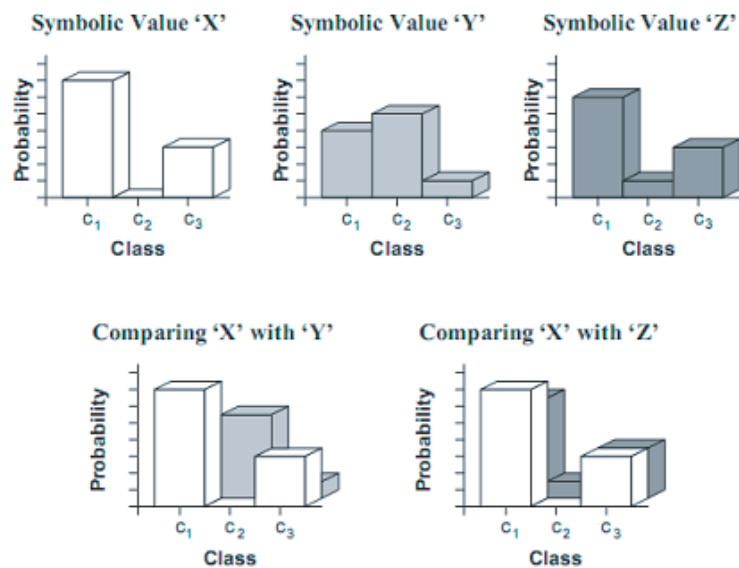 Symbolic Value ‘X’
Symbolic Value ‘Y’
Symbolic Value ‘Z’
Probability
Probability
Probability
c1 c2 c3
c1 c2 c3
c1 c2 c3
Class
Class
Class
Comparing ‘X’ with ‘Y’
Comparing ‘X’ with ‘Z’
Probability
Probability
c1 c2 c3
c1 c2 c3
Class
Class